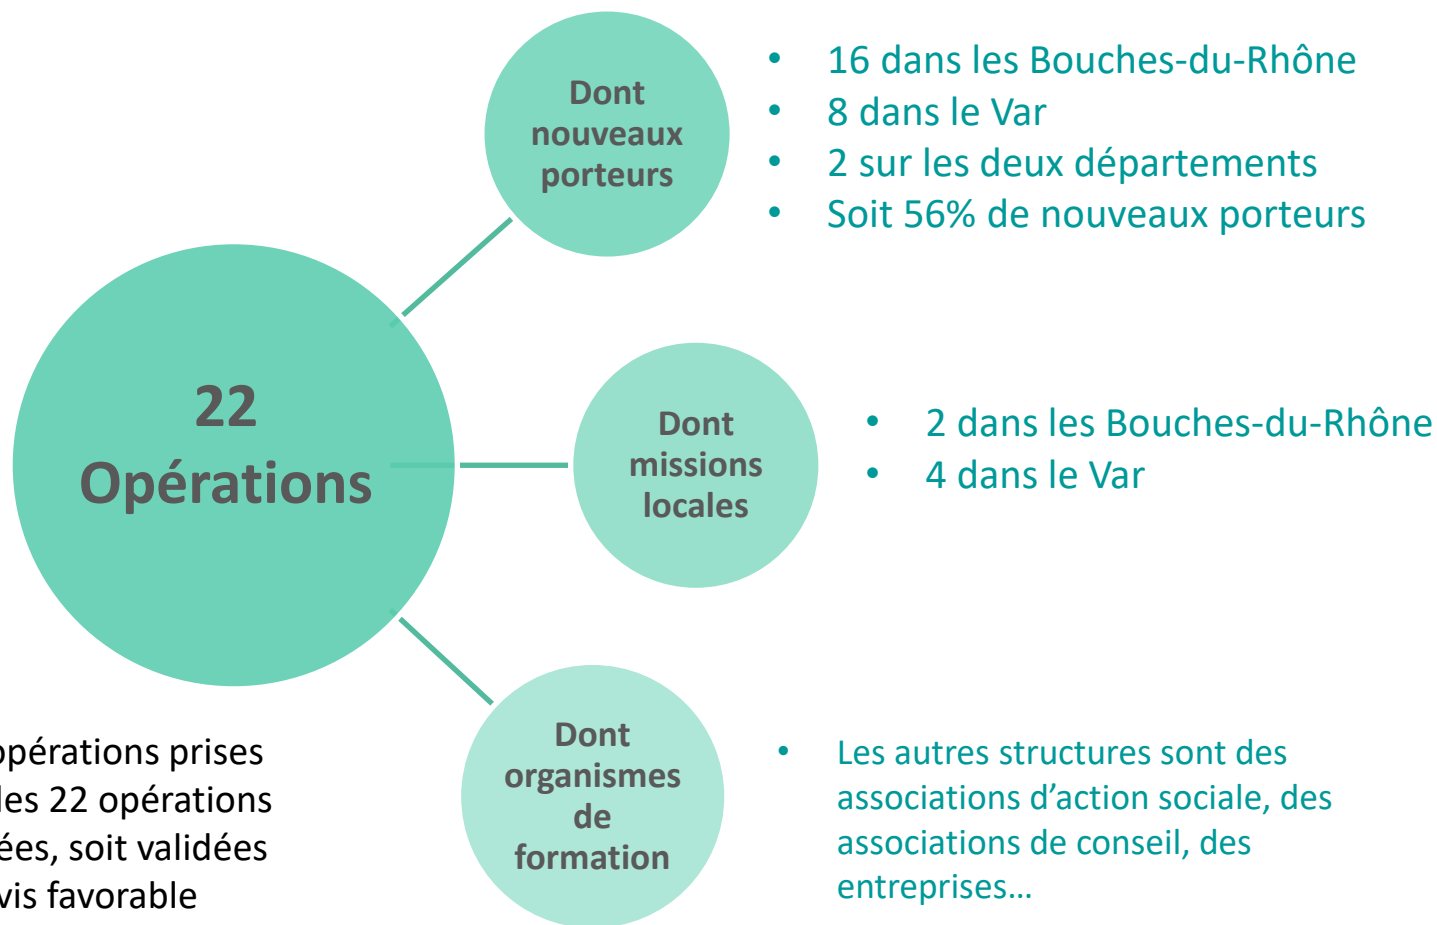 Dont
nouveaux
porteurs
• 16 dans les Bouches-du-Rhône
• 8 dans le Var
• 2 sur les deux départements
• Soit 56% de nouveaux porteurs
22
Opérations
Dont
missions
locales
• 2 dans les Bouches-du-Rhône
• 4 dans le Var
Dont
organismes
de
formation
• Les autres structures sont des
associations d’action sociale, des
associations de conseil, des
entreprises…
opérations prises
les 22 opérations
ées, soit validées
vis favorable